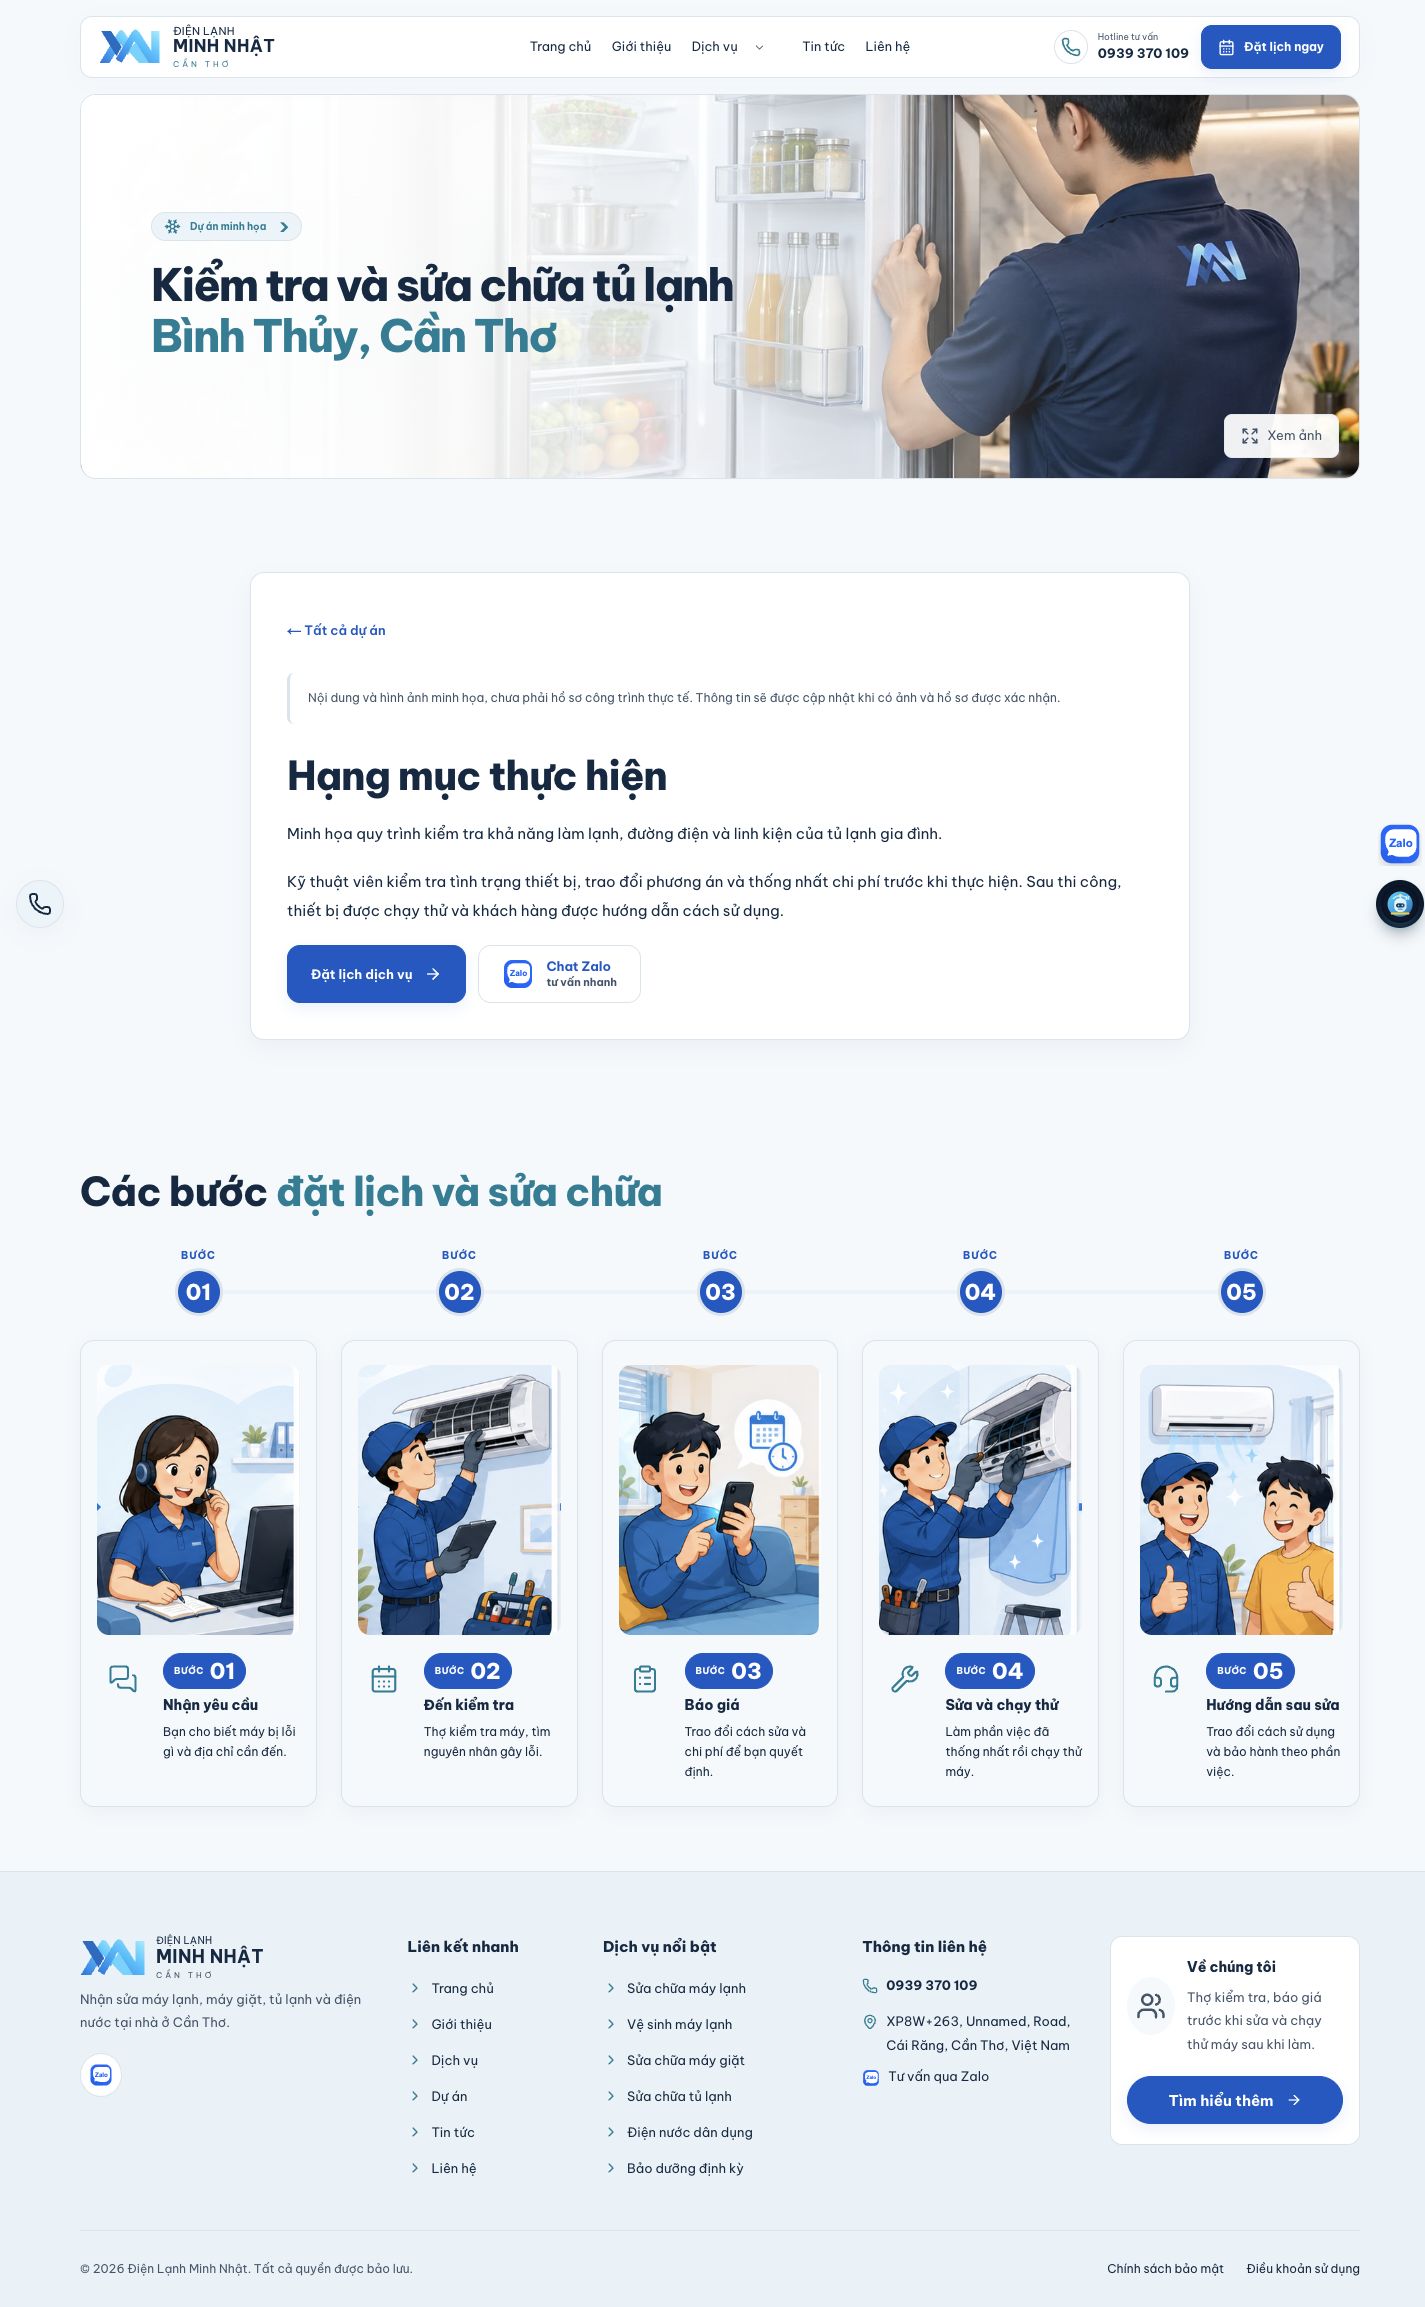 ĐIỆN LẠNH
MINH NHẬT
CẦN THƠ
Trang chủ
Giới thiệu
Dịch vụ
Tin tức
Liên hệ
Hotline tư vấn
0939 370 109
Đặt lịch ngay
Dự án minh họa
Kiểm tra và sửa chữa tủ lạnh
Bình Thủy, Cần Thơ
Xem ảnh
← Tất cả dự án
Nội dung và hình ảnh minh họa, chưa phải hồ sơ công trình thực tế. Thông tin sẽ được cập nhật khi có ảnh và hồ sơ được xác nhận.
Hạng mục thực hiện
Minh họa quy trình kiểm tra khả năng làm lạnh, đường điện và linh kiện của tủ lạnh gia đình.
Kỹ thuật viên kiểm tra tình trạng thiết bị, trao đổi phương án và thống nhất chi phí trước khi thực hiện. Sau thi công,
thiết bị được chạy thử và khách hàng được hướng dẫn cách sử dụng.
Đặt lịch dịch vụ →
Zalo
Chat Zalo
tư vấn nhanh
Zalo
Các bước đặt lịch và sửa chữa
BƯỚC
01
BƯỚC
02
BƯỚC
03
BƯỚC
04
BƯỚC
05
BƯỚC 01
Nhận yêu cầu
Bạn cho biết máy bị lỗi
gì và địa chỉ cần đến.
BƯỚC 02
Đến kiểm tra
Thợ kiểm tra máy, tìm
nguyên nhân gây lỗi.
BƯỚC 03
Báo giá
Trao đổi cách sửa và
chi phí để bạn quyết
định.
BƯỚC 04
Sửa và chạy thử
Làm phần việc đã
thống nhất rồi chạy thử
máy.
BƯỚC 05
Hướng dẫn sau sửa
Trao đổi cách sử dụng
và bảo hành theo phần
việc.
ĐIỆN LẠNH
MINH NHẬT
CẦN THƠ
Nhận sửa máy lạnh, máy giặt, tủ lạnh và điện
nước tại nhà ở Cần Thơ.
Zalo
Liên kết nhanh
Trang chủ
Giới thiệu
Dịch vụ
Dự án
Tin tức
Liên hệ
Dịch vụ nổi bật
Sửa chữa máy lạnh
Vệ sinh máy lạnh
Sửa chữa máy giặt
Sửa chữa tủ lạnh
Điện nước dân dụng
Bảo dưỡng định kỳ
Thông tin liên hệ
0939 370 109
XP8W+263, Unnamed, Road,
Cái Răng, Cần Thơ, Việt Nam
Zalo
Tư vấn qua Zalo
Về chúng tôi
Thợ kiểm tra, báo giá
trước khi sửa và chạy
thử máy sau khi làm.
Tìm hiểu thêm →
© 2026 Điện Lạnh Minh Nhật. Tất cả quyền được bảo lưu.
Chính sách bảo mật
Điều khoản sử dụng